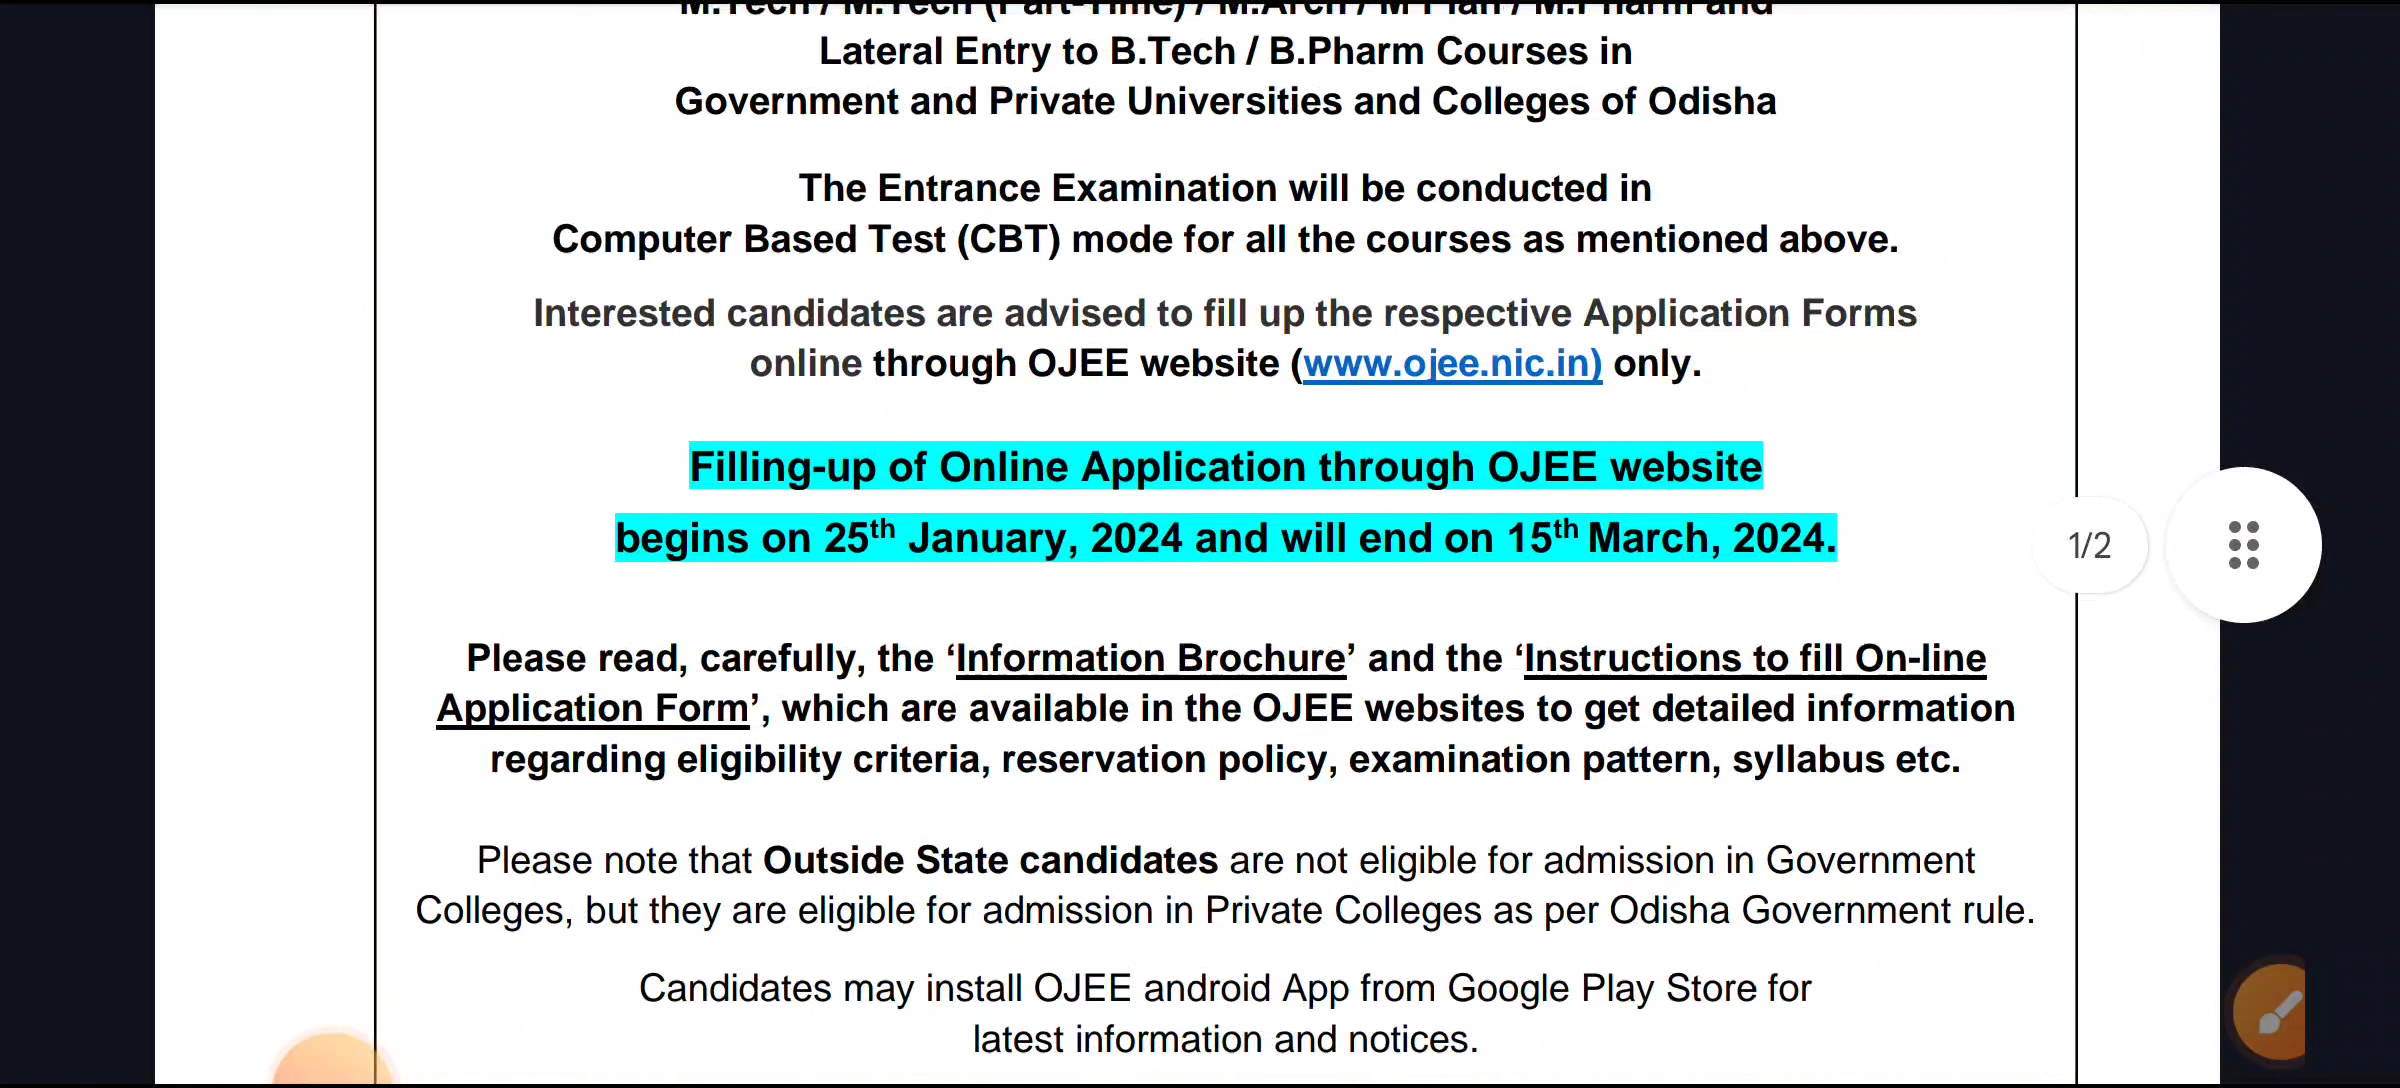 M.Tech / M.Tech (Part-Time) / M.Arch / M Plan / M.Pharm and
Lateral Entry to B.Tech / B.Pharm Courses in
Government and Private Universities and Colleges of Odisha
The Entrance Examination will be conducted in
Computer Based Test (CBT) mode for all the courses as mentioned above.
Interested candidates are advised to fill up the respective Application Forms
online through OJEE website (www.ojee.nic.in) only.
Filling-up of Online Application through OJEE website
begins on 25th January, 2024 and will end on 15th March, 2024.
1/2
Please read, carefully, the ‘Information Brochure’ and the ‘Instructions to fill On-line
Application Form’, which are available in the OJEE websites to get detailed information
regarding eligibility criteria, reservation policy, examination pattern, syllabus etc.
Please note that Outside State candidates are not eligible for admission in Government
Colleges, but they are eligible for admission in Private Colleges as per Odisha Government rule.
Candidates may install OJEE android App from Google Play Store for
latest information and notices.